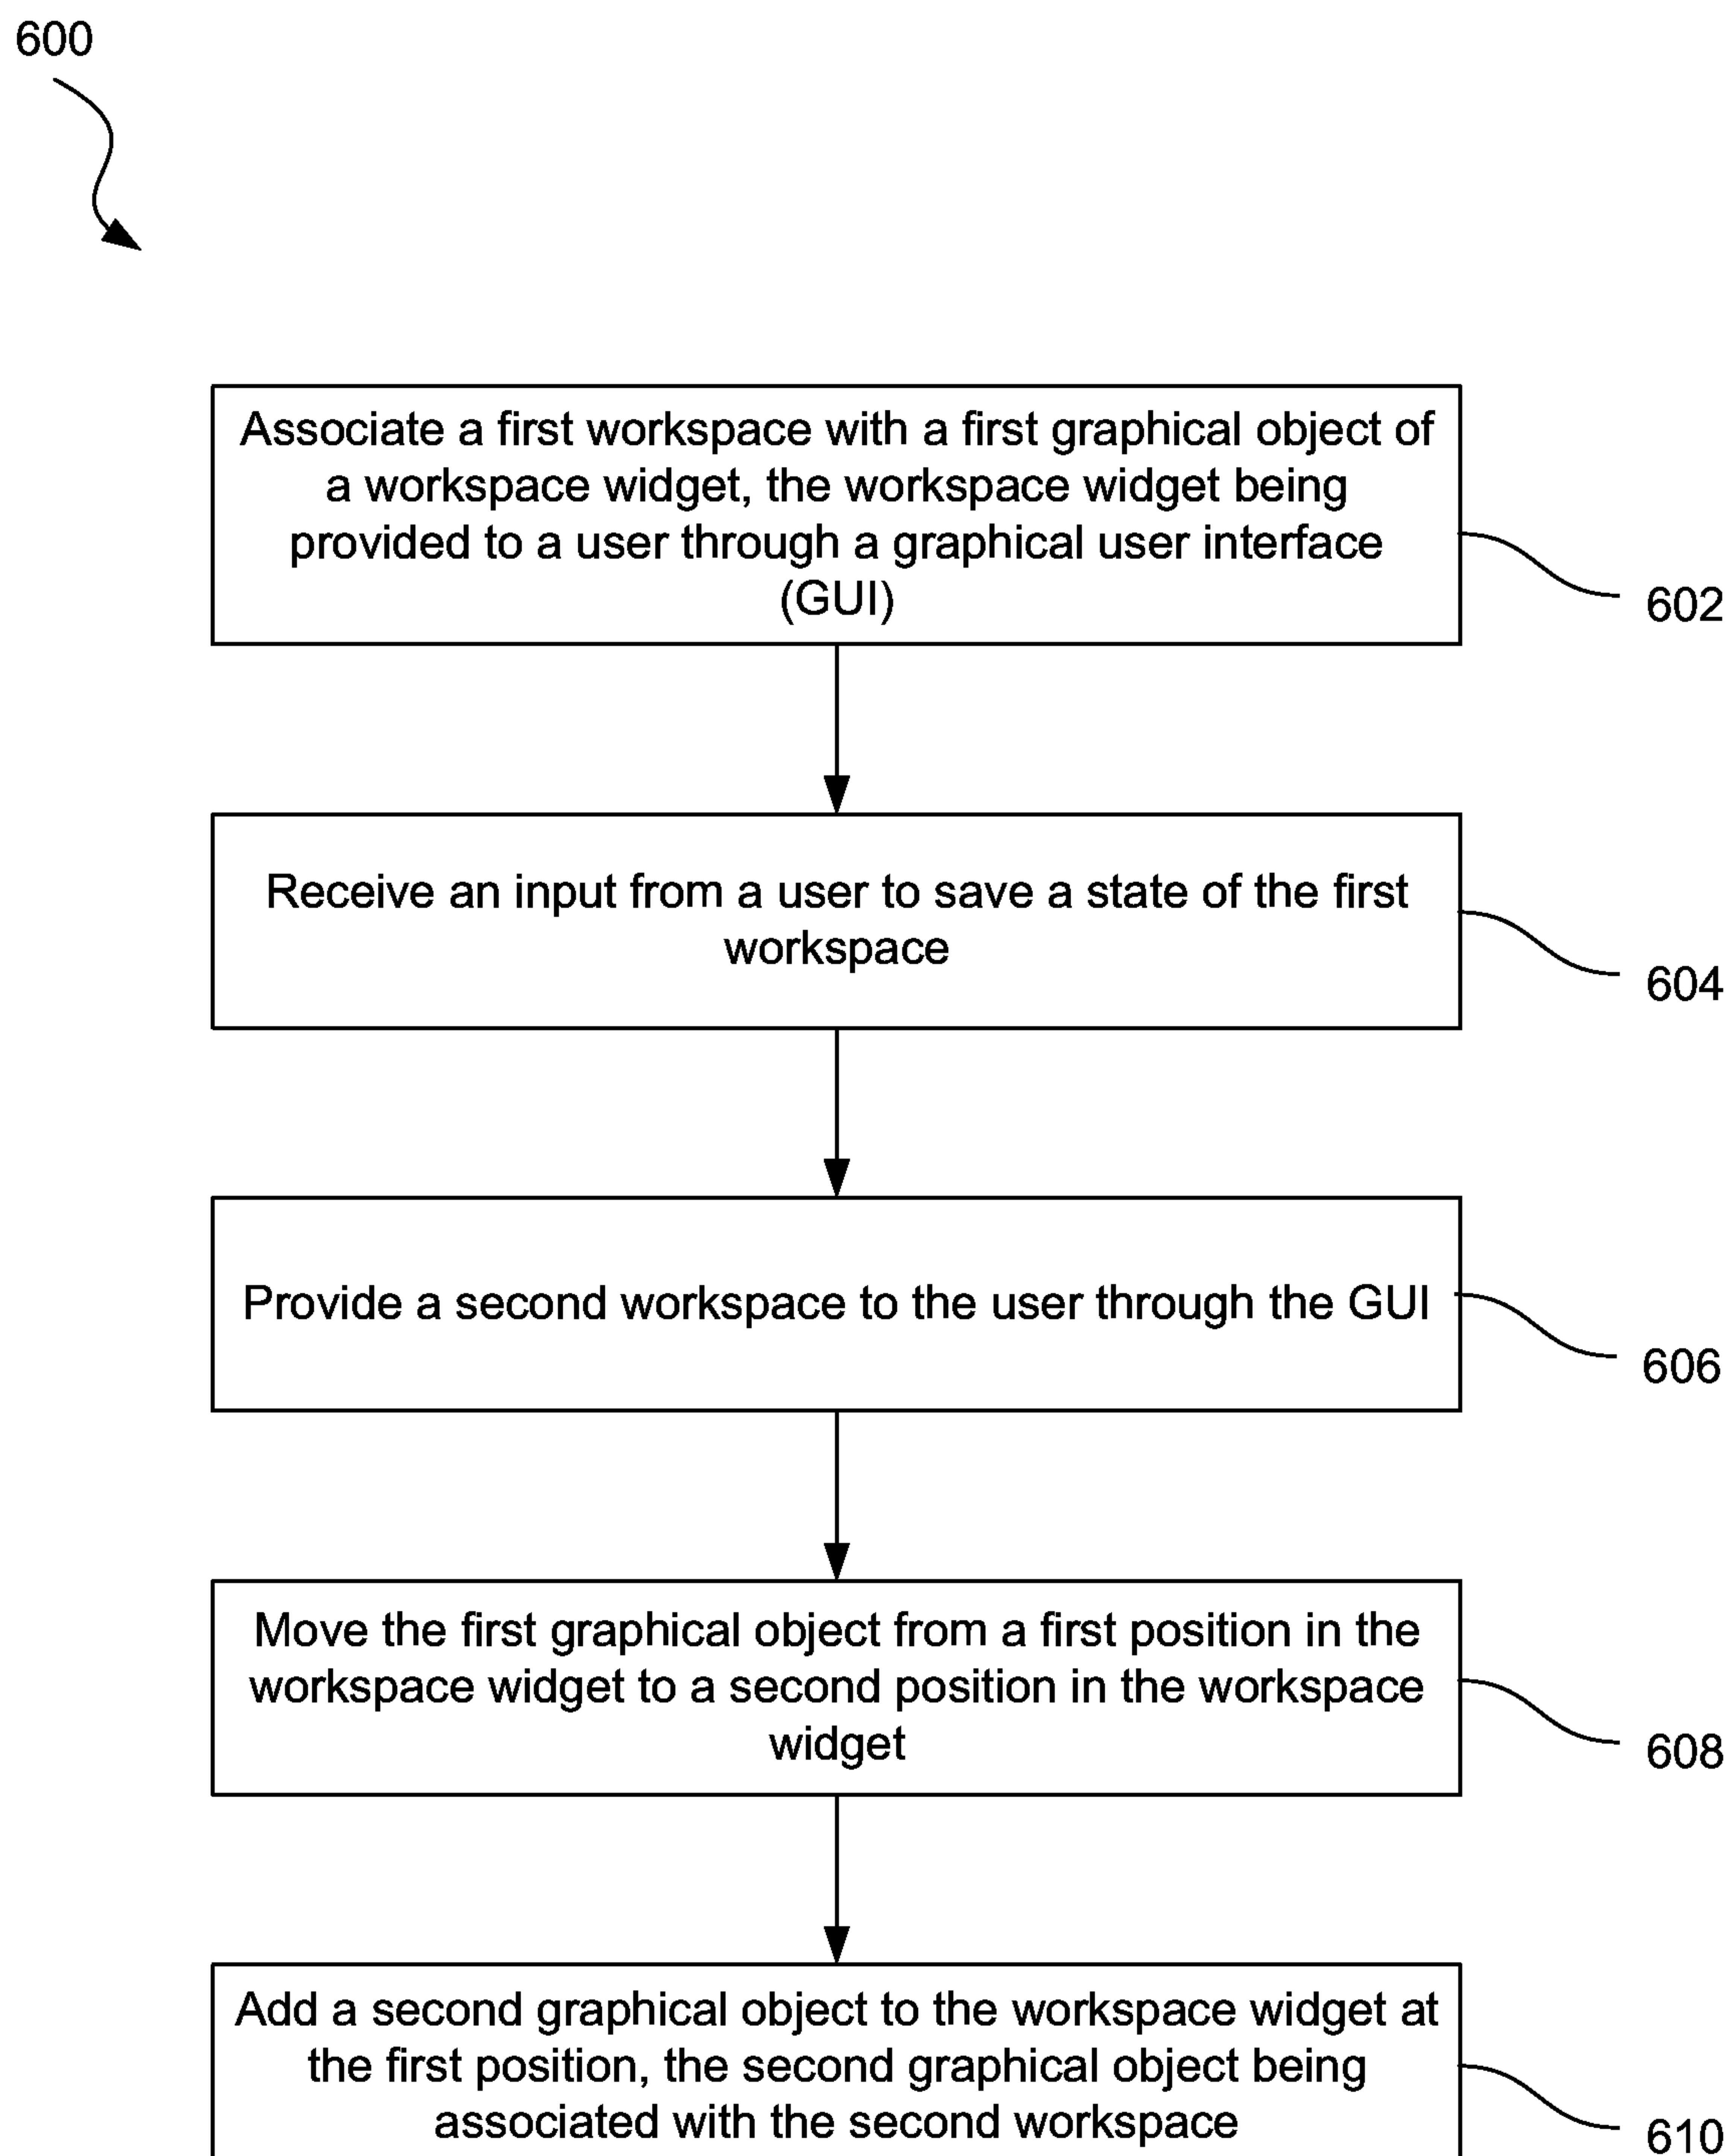 600
Associate a first workspace with a first graphical object of
a workspace widget, the workspace widget being
provided to a user through a graphical user interface
(GUI)
602
Receive an input from a user to save a state of the first
workspace
604
Provide a second workspace to the user through the GUI
606
Move the first graphical object from a first position in the
workspace widget to a second position in the workspace
widget
608
Add a second graphical object to the workspace widget at
the first position, the second graphical object being
associated with the second workspace
610